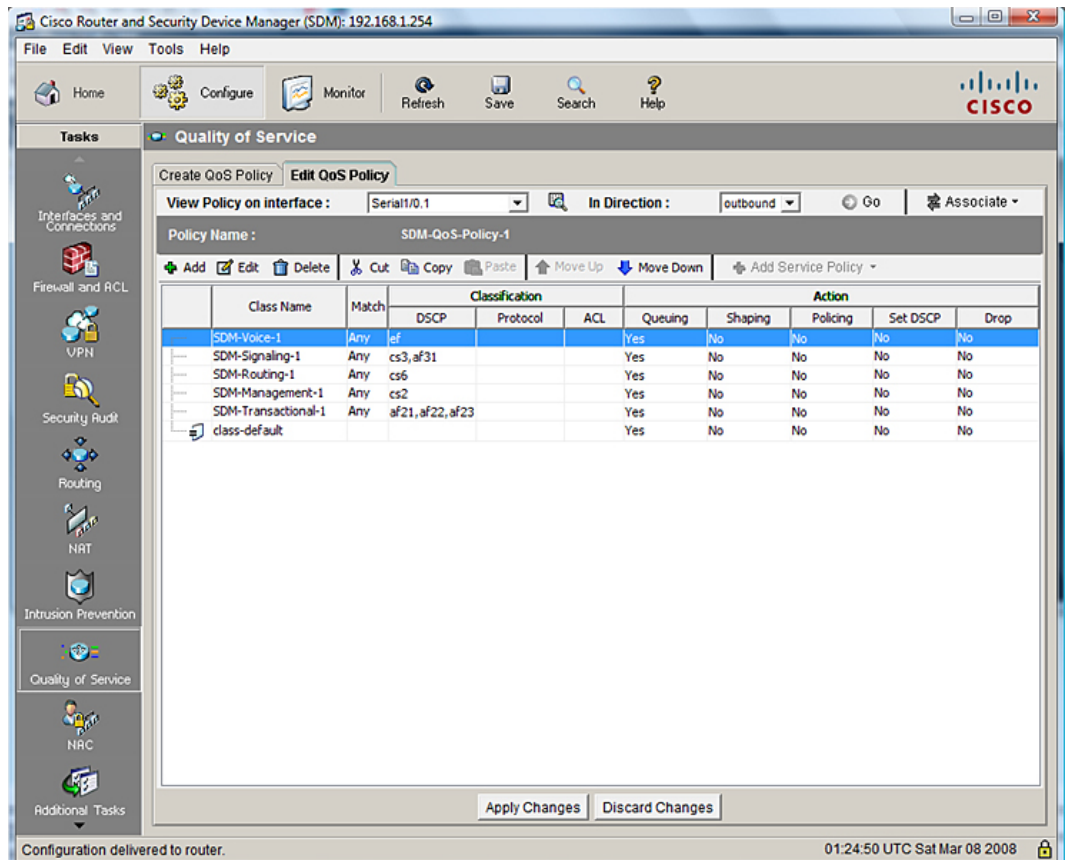 Cisco Router and Security Device Manager (SDM): 192.168.1.254
File Edit View Tools Help
Home Configure Monitor Refresh Save Search Help
CISCO
Tasks
Quality of Service
Create QoS Policy Edit QoS Policy
View Policy on interface : Serial1/0.1 In Direction : outbound Go Associate
Policy Name : SDM-QoS-Policy-1
Add Edit Delete Cut Copy Paste Move Up Move Down Add Service Policy
Class Name Match Classification Action
DSCP Protocol ACL Queuing Shaping Policing Set DSCP Drop
SDM-Voice-1 Any ef Yes No No No No
SDM-Signaling-1 Any cs3,af31 Yes No No No No
SDM-Routing-1 Any cs6 Yes No No No No
SDM-Management-1 Any cs2 Yes No No No No
SDM-Transactional-1 Any af21,af22,af23 Yes No No No No
class-default Yes No No No No
Interfaces and
Connections
Firewall and ACL
VPN
Security Audit
Routing
NAT
Intrusion Prevention
Quality of Service
NAC
Additional Tasks
Apply Changes Discard Changes
Configuration delivered to router. 01:24:50 UTC Sat Mar 08 2008